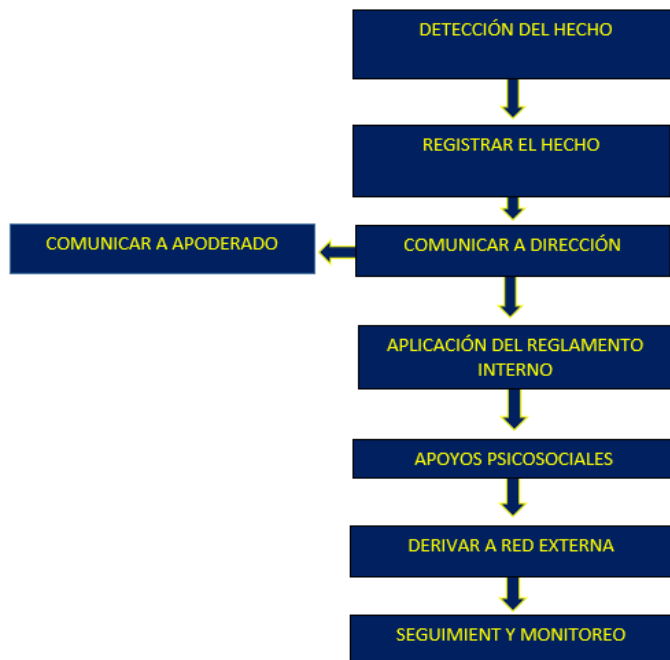 DETECCIÓN DEL HECHO
REGISTRAR EL HECHO
COMUNICAR A APODERADO
COMUNICAR A DIRECCIÓN
APLICACIÓN DEL REGLAMENTO
INTERNO
APOYOS PSICOSOCIALES
DERIVAR A RED EXTERNA
SEGUIMIENT Y MONITOREO